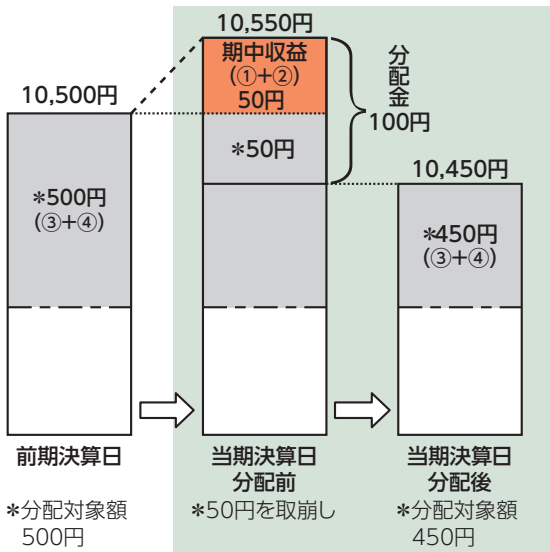 10,550円
期中収益
(①+②)
50円
分配金
100円
10,500円
*50円
10,450円
*500円
(③+④)
*450円
(③+④)
前期決算日
当期決算日
分配前
当期決算日
分配後
*分配対象額
500円
*50円を取崩し
*分配対象額
450円